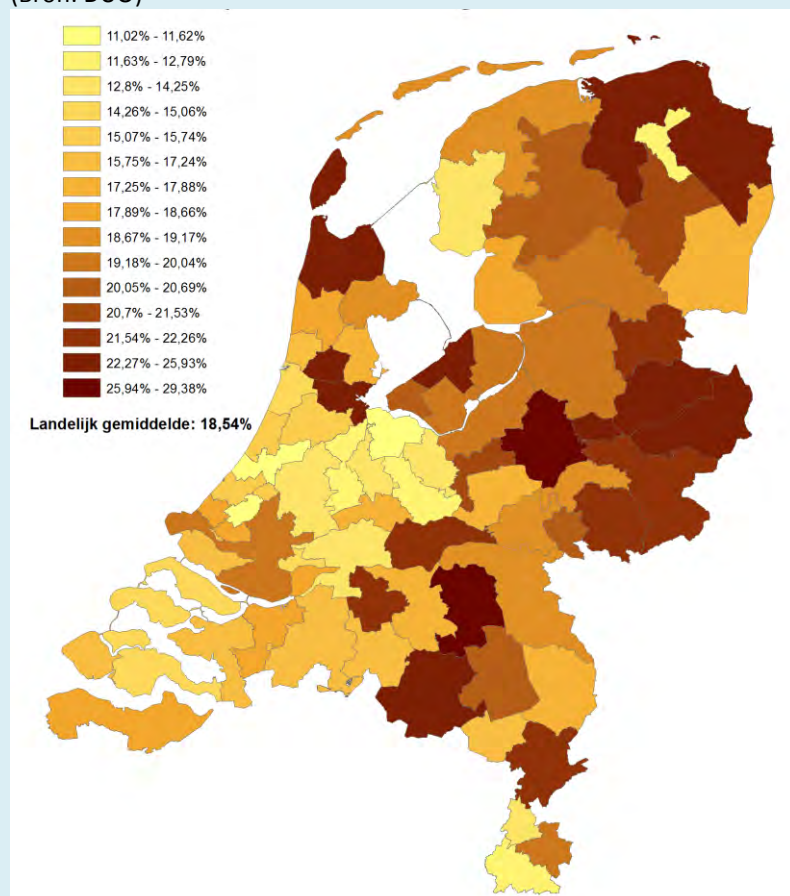 (Bron: DUO)
11,02% - 11,62%
11,63% - 12,79%
12,8% - 14,25%
14,26% - 15,06%
15,07% - 15,74%
15,75% - 17,24%
17,25% - 17,88%
17,89% - 18,66%
18,67% - 19,17%
19,18% - 20,04%
20,05% - 20,69%
20,7% - 21,53%
21,54% - 22,26%
22,27% - 25,93%
25,94% - 29,38%
Landelijk gemiddelde: 18,54%